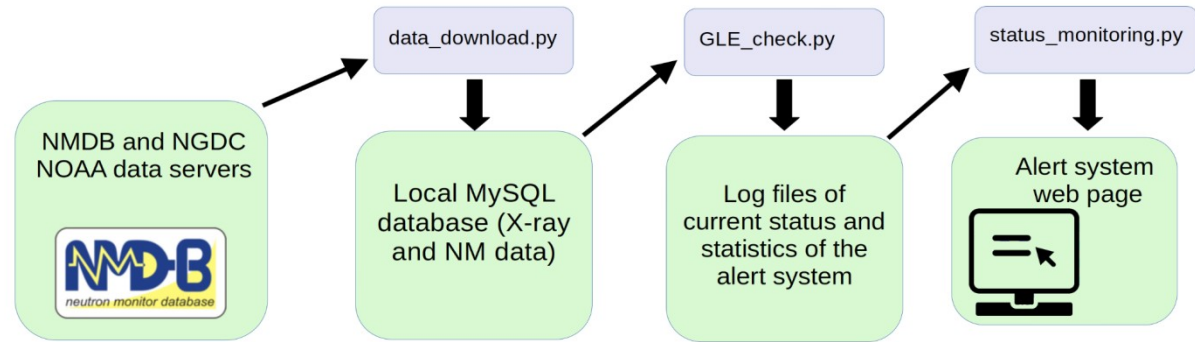 data_download.py
GLE_check.py
status_monitoring.py
NMDB and NGDC
NOAA data servers
NMDB
neutron monitor database
Local MySQL
database (X-ray
and NM data)
Log files of
current status and
statistics of the
alert system
Alert system
web page